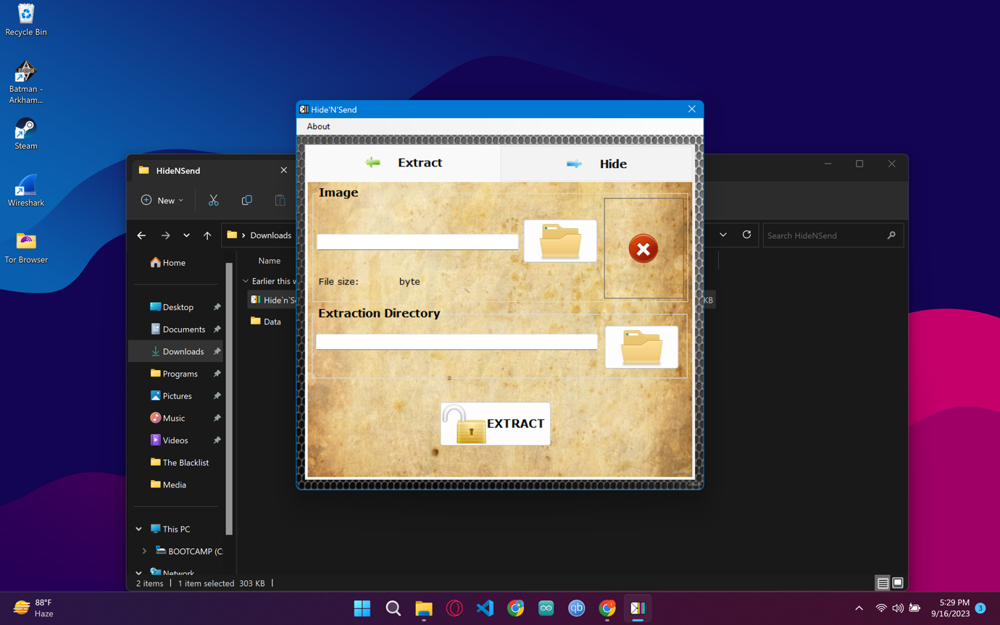 Recycle Bin
Batman -
Arkham...
Steam
Wireshark
Tor Browser
Hide'N'Send
About
Extract
Hide
Image
File size:
byte
Extraction Directory
EXTRACT
HideNSend
New
Downloads
Search HideNSend
Name
Earlier this w
Hide`n`Se
KB
Data
Home
Desktop
Documents
Downloads
Programs
Pictures
Music
Videos
The Blacklist
Media
This PC
BOOTCAMP (C:
Network
2 items
1 item selected 303 KB
88°F
Haze
qb
5:29 PM
9/16/2023
3